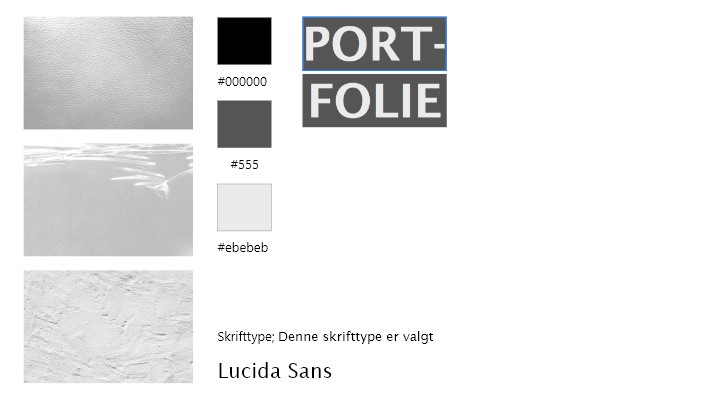 PORT-
FOLIE
#000000
#555
#ebebeb
Skrifttype; Denne skrifttype er valgt
Lucida Sans